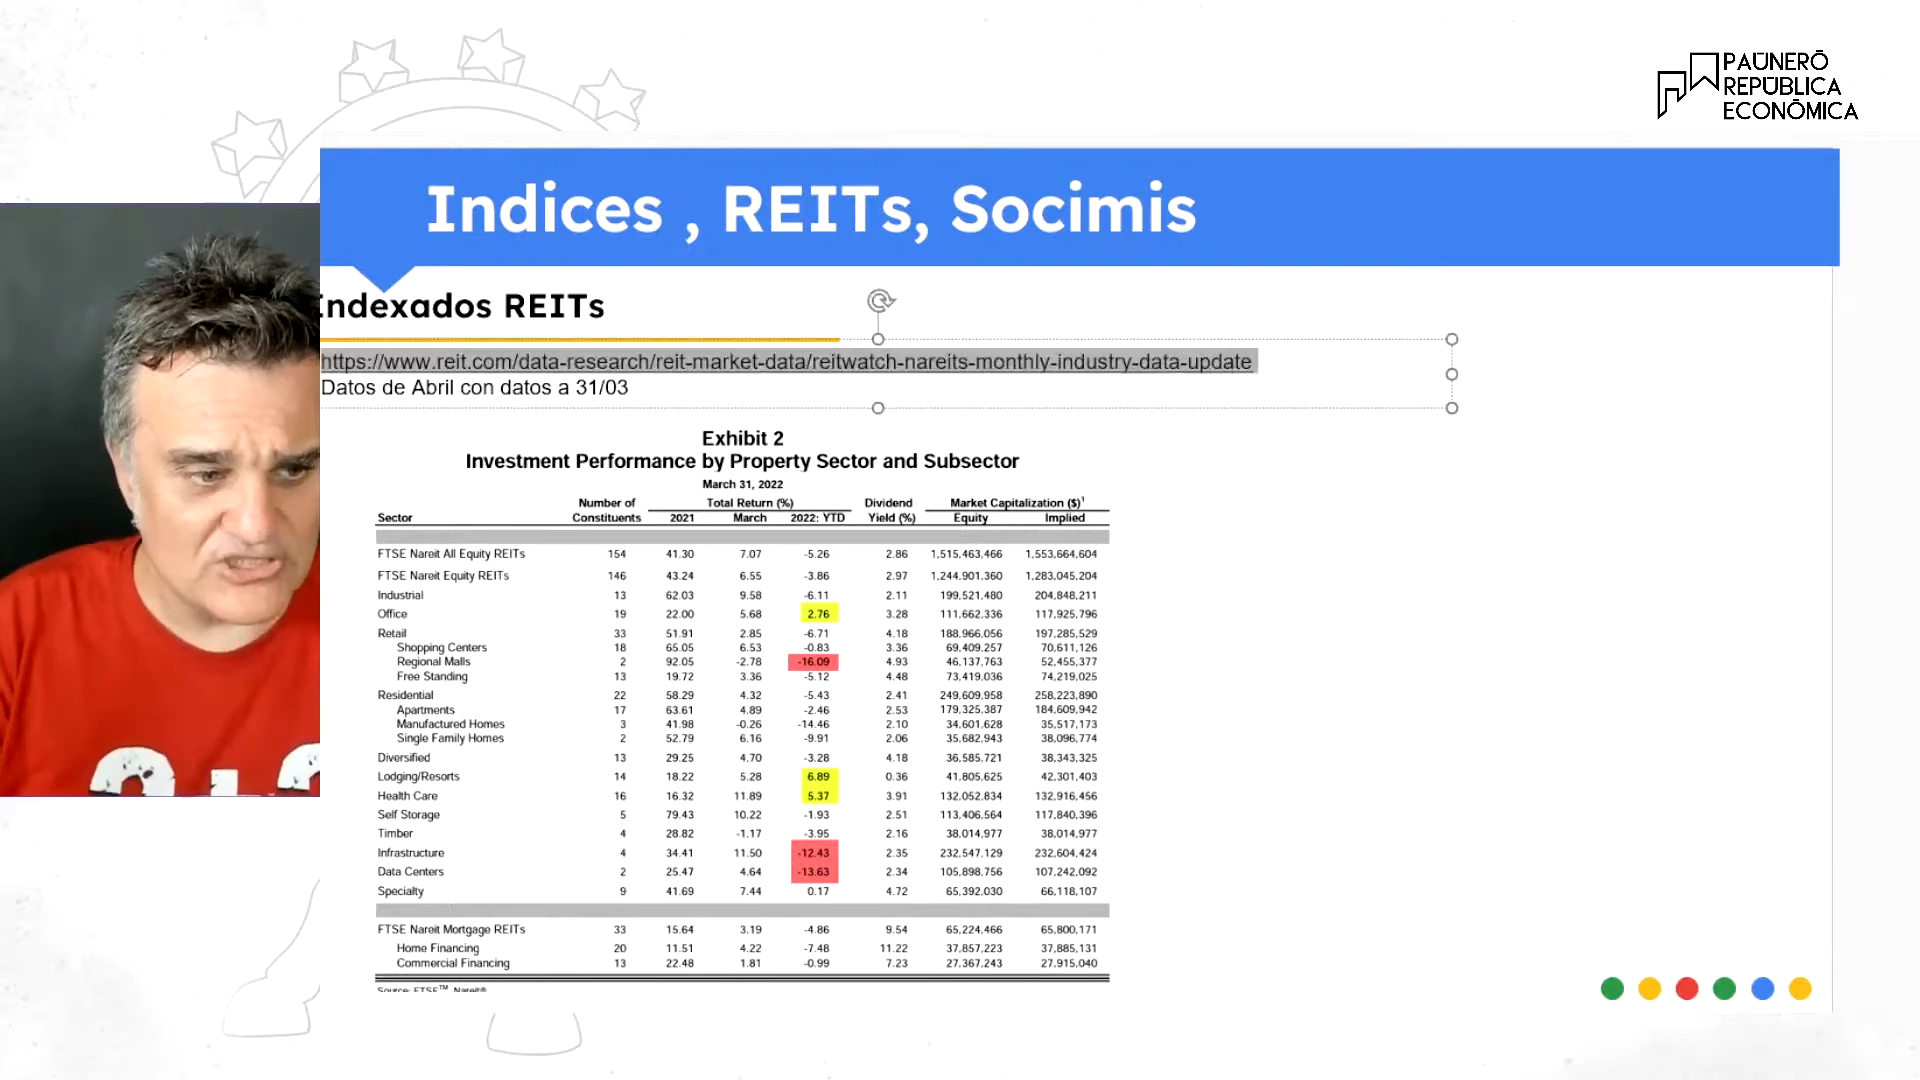 PAÜNERŌ
REPÜBLICA
ECONŌMICA
Indices , REITs, Socimis
Indexados REITs
https://www.reit.com/data-research/reit-market-data/reitwatch-nareits-monthly-industry-data-update
Datos de Abril con datos a 31/03
Exhibit 2
Investment Performance by Property Sector and Subsector
March 31, 2022
Number of Total Return (%) Dividend Market Capitalization ($)¹
Sector Constituents 2021 March 2022: YTD Yield (%) Equity Implied
FTSE Nareit All Equity REITs 154 41.30 7.07 -5.26 2.86 1,515,463,466 1,553,664,604
FTSE Nareit Equity REITs 146 43.24 6.55 -3.86 2.97 1,244,901,360 1,283,045,204
Industrial 13 62.03 9.58 -6.11 2.11 199,521,480 204,848,211
Office 19 22.00 5.68 2.76 3.28 111,662,336 117,925,796
Retail 33 51.91 2.85 -6.71 4.18 188,966,056 197,285,529
Shopping Centers 18 65.05 6.53 -0.83 3.36 69,409,257 70,611,126
Regional Malls 2 92.05 -2.78 -16.09 4.93 46,137,763 52,455,377
Free Standing 13 19.72 3.36 -5.12 4.48 73,419,036 74,219,025
Residential 22 58.29 4.32 -5.43 2.41 249,609,958 258,223,890
Apartments 17 63.61 4.89 -2.46 2.53 179,325,387 184,609,942
Manufactured Homes 3 41.98 -0.26 -14.46 2.10 34,601,628 35,517,173
Single Family Homes 2 52.79 6.16 -9.91 2.06 35,682,943 38,096,774
Diversified 13 29.25 4.70 -3.28 4.18 36,585,721 38,343,325
Lodging/Resorts 14 18.22 5.28 6.89 0.36 41,805,625 42,301,403
Health Care 16 16.32 11.89 5.37 3.91 132,052,834 132,916,456
Self Storage 5 79.43 10.22 -1.93 2.51 113,406,564 117,840,396
Timber 4 28.82 -1.17 -3.95 2.16 38,014,977 38,014,977
Infrastructure 4 34.41 11.50 -12.43 2.35 232,547,129 232,604,424
Data Centers 2 25.47 4.64 -13.63 2.34 105,898,756 107,242,092
Specialty 9 41.69 7.44 0.17 4.72 65,392,030 66,118,107
FTSE Nareit Mortgage REITs 33 15.64 3.19 -4.86 9.54 65,224,466 65,800,171
Home Financing 20 11.51 4.22 -7.48 11.22 37,857,223 37,885,131
Commercial Financing 13 22.48 1.81 -0.99 7.23 27,367,243 27,915,040
Source: FTSE™, Nareit®